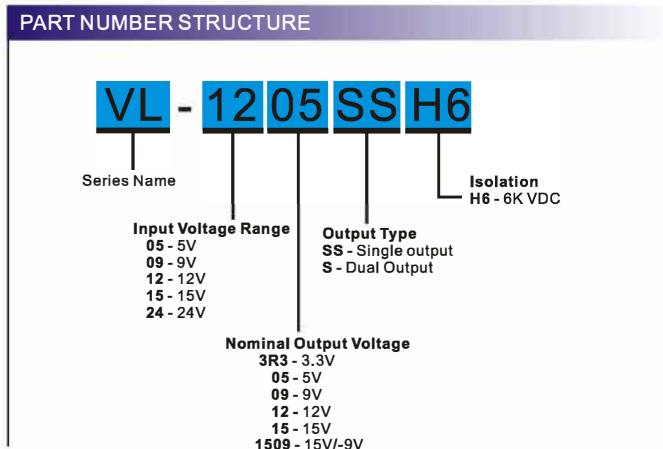 PART NUMBER STRUCTURE
VL - 12 05 SS H6
Series Name
Isolation
H6 - 6K VDC
Input Voltage Range
05 - 5V
09 - 9V
12 - 12V
15 - 15V
24 - 24V
Output Type
SS - Single output
S - Dual Output
Nominal Output Voltage
3R3 - 3.3V
05 - 5V
09 - 9V
12 - 12V
15 - 15V
1509 - 15V/-9V